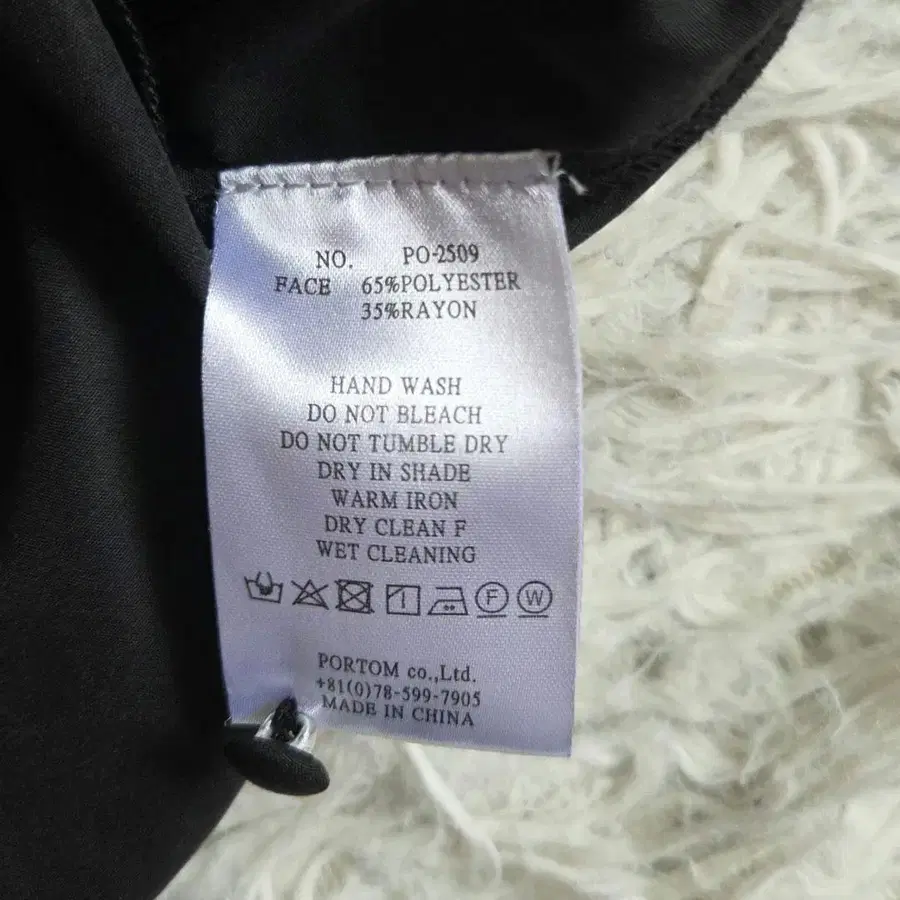 NO. PO-2509
FACE 65%POLYESTER
35%RAYON
HAND WASH
DO NOT BLEACH
DO NOT TUMBLE DRY
DRY IN SHADE
WARM IRON
DRY CLEAN F
WET CLEANING
F W
PORTOM co.,Ltd.
+81(0)78-599-7905
MADE IN CHINA